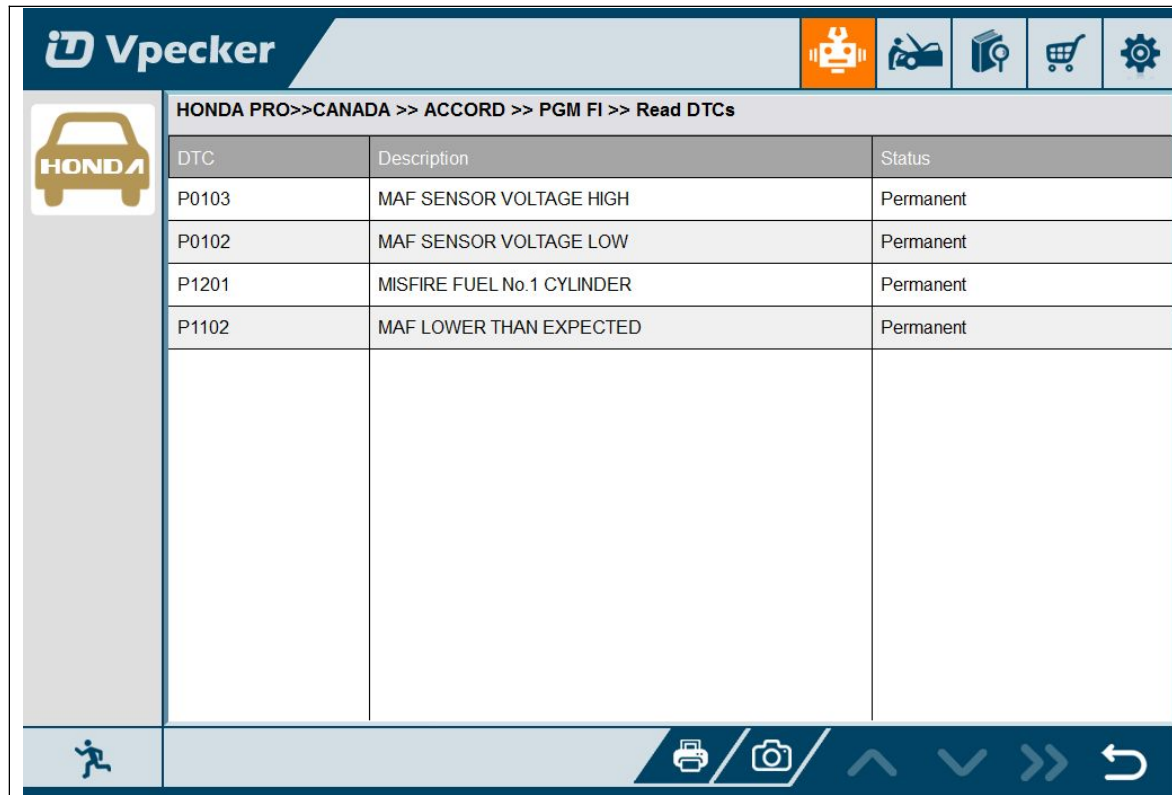 Vpecker
HONDA PRO>>CANADA >> ACCORD >> PGM FI >> Read DTCs
HONDA
DTC Description Status
P0103 MAF SENSOR VOLTAGE HIGH Permanent
P0102 MAF SENSOR VOLTAGE LOW Permanent
P1201 MISFIRE FUEL No.1 CYLINDER Permanent
P1102 MAF LOWER THAN EXPECTED Permanent